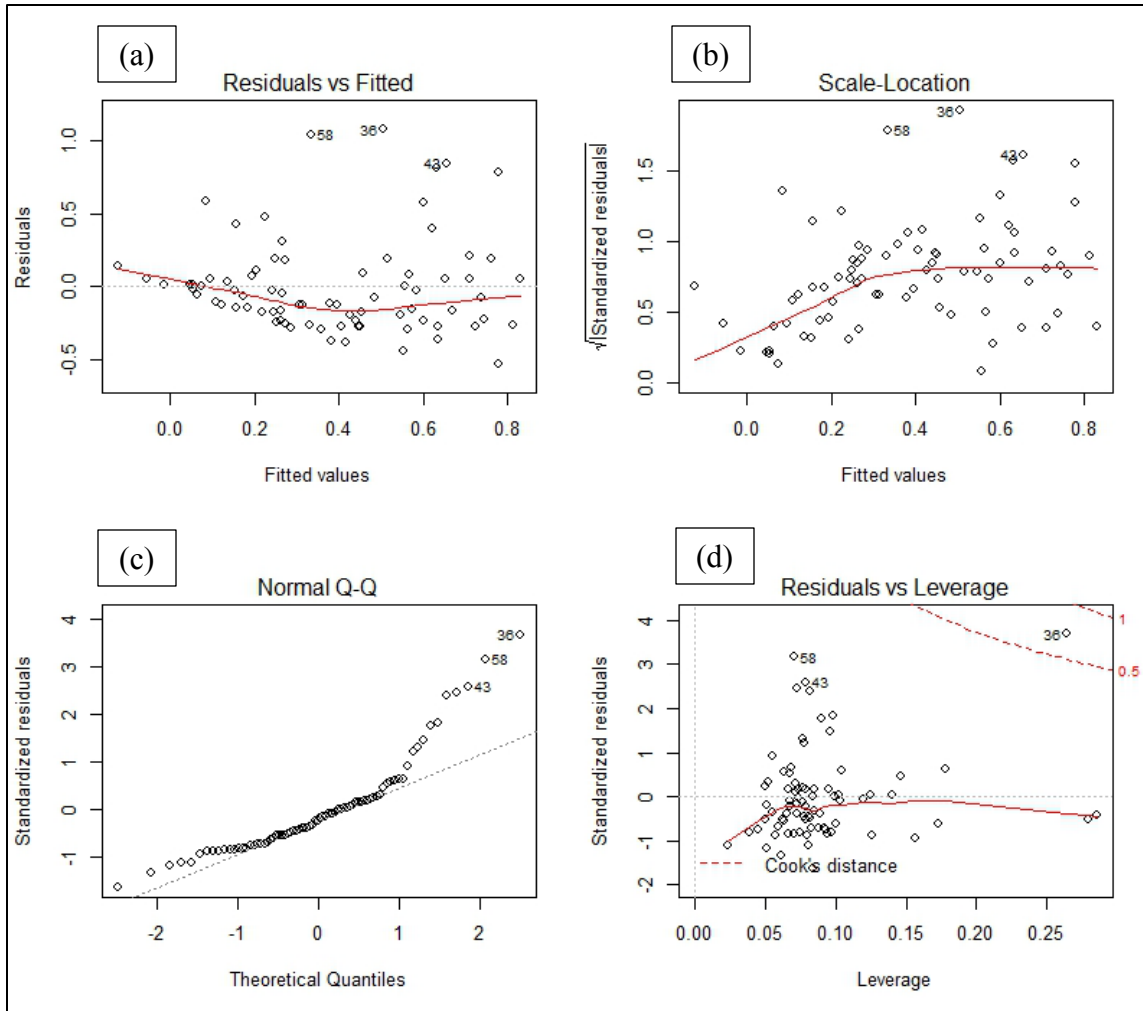 (a)
Residuals vs Fitted
Residuals
1.0
0.5
0.0
-0.5
58
36
43
0.0 0.2 0.4 0.6 0.8
Fitted values
(b)
Scale-Location
√|Standardized residuals|
1.5
1.0
0.5
0.0
36
58
43
0.0 0.2 0.4 0.6 0.8
Fitted values
(c)
Normal Q-Q
Standardized residuals
4
3
2
1
0
-1
36
58
43
-2 -1 0 1 2
Theoretical Quantiles
(d)
Residuals vs Leverage
Standardized residuals
4
3
2
1
0
-1
-2
1
0.5
36
58
43
Cook's distance
0.00 0.05 0.10 0.15 0.20 0.25
Leverage